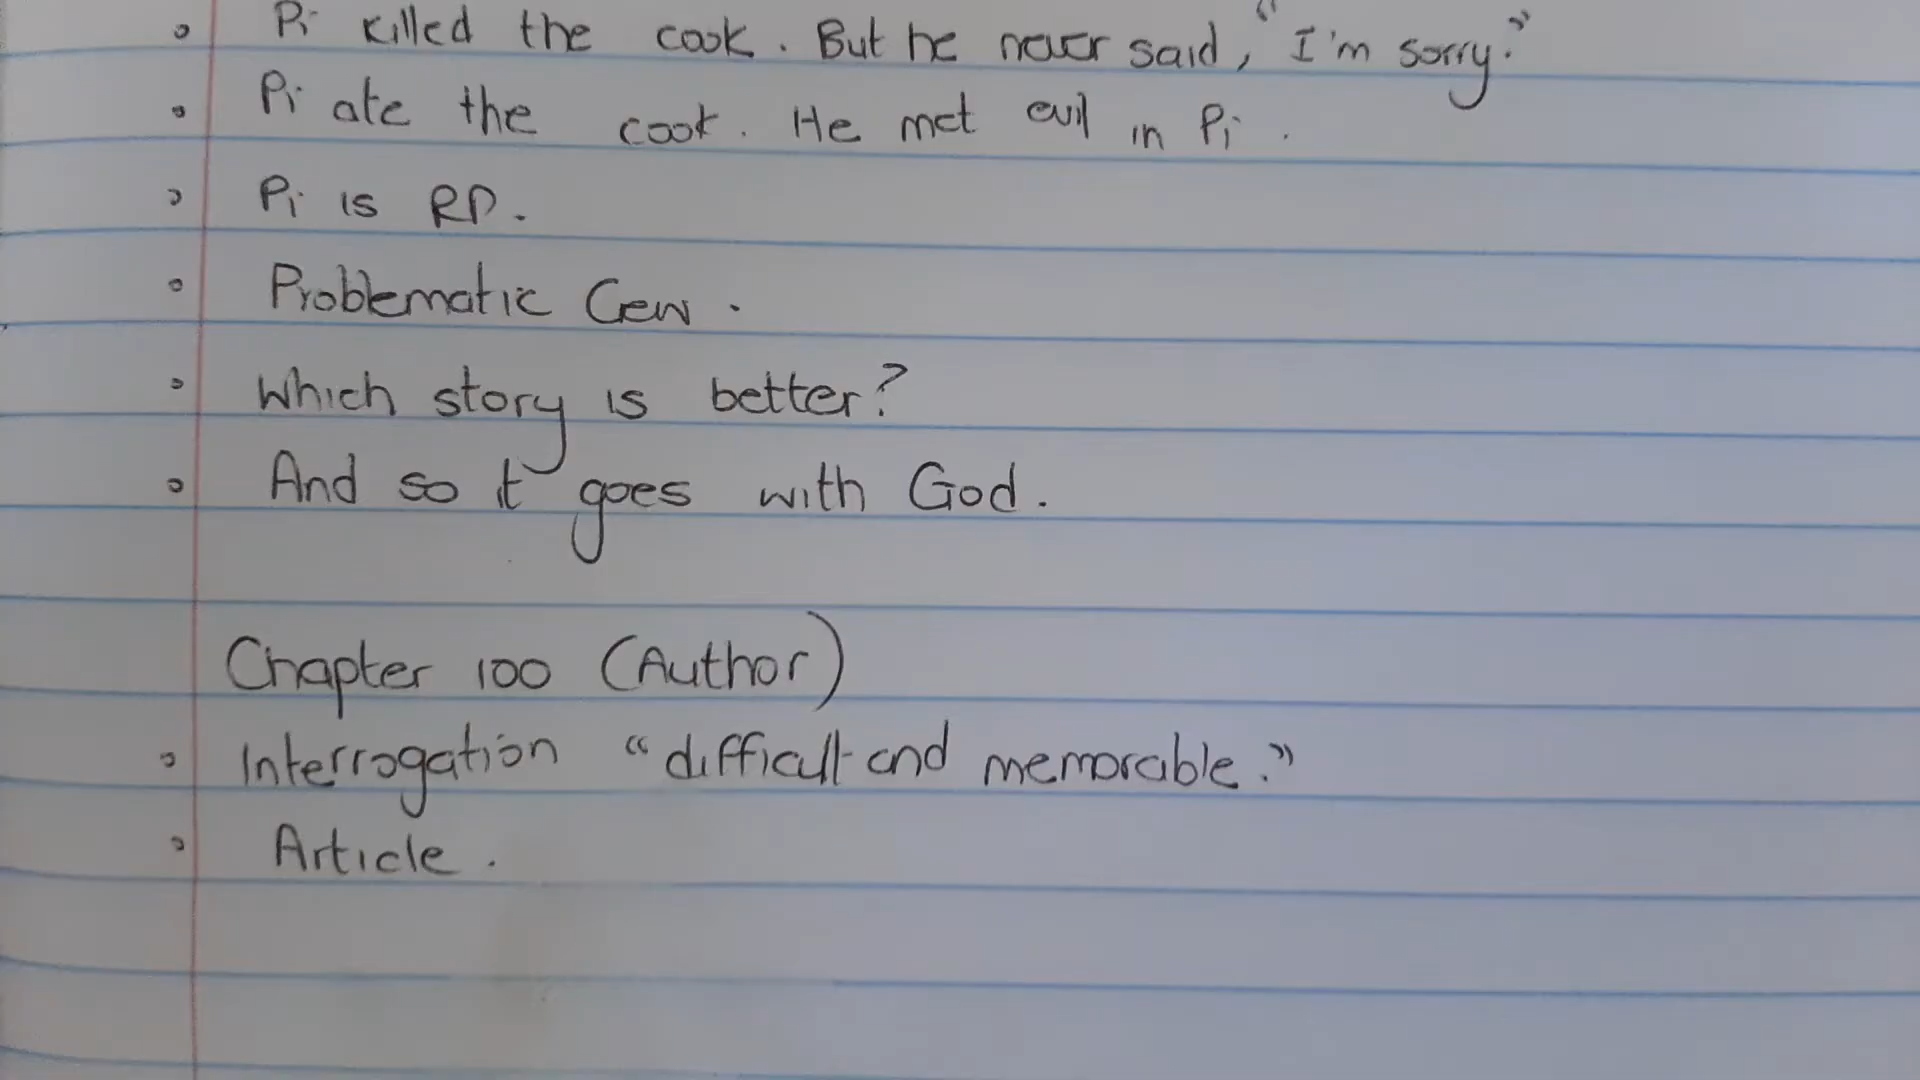 ◦ Pi killed the cook. But he never said, "I'm sorry."
◦ Pi ate the cook. He met evil in Pi.
◦ Pi is RP.
◦ Problematic Crew.
◦ Which story is better?
◦ And so it goes with God.
Chapter 100 (Author)
◦ Interrogation "difficult and memorable."
◦ Article.